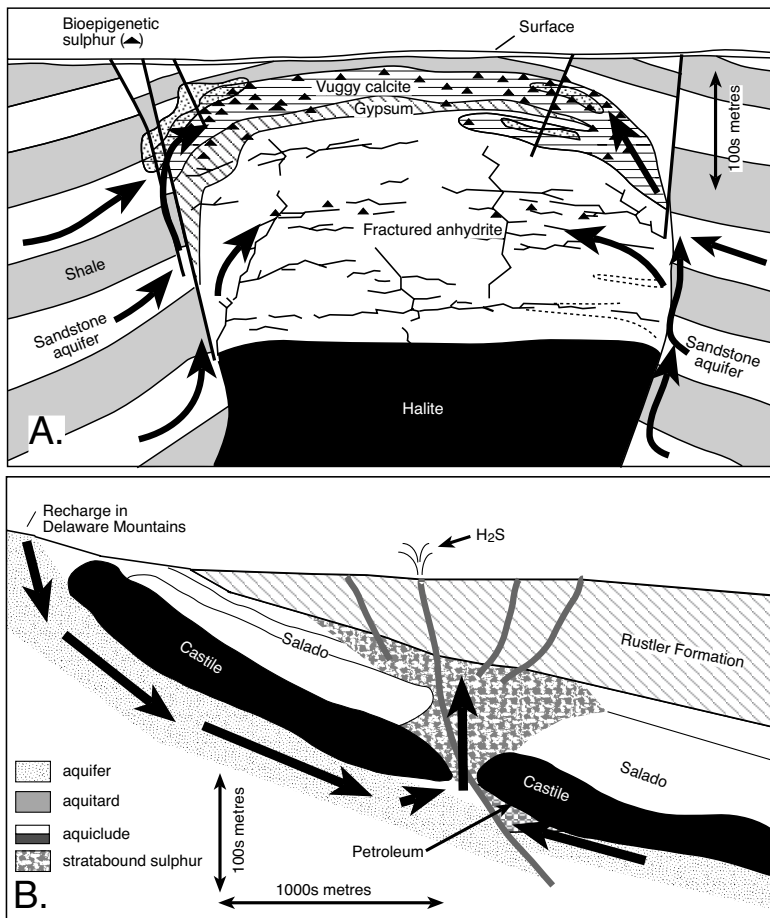 Bioepigenetic
sulphur (▲)
Surface
Vuggy calcite
Gypsum
100s metres
Fractured anhydrite
Shale
Sandstone
aquifer
Sandstone
aquifer
Halite
A.
Recharge in
Delaware Mountains
H₂S
Rustler Formation
Salado
Castile
Salado
Castile
aquifer
aquitard
aquiclude
stratabound sulphur
Petroleum
100s metres
1000s metres
B.